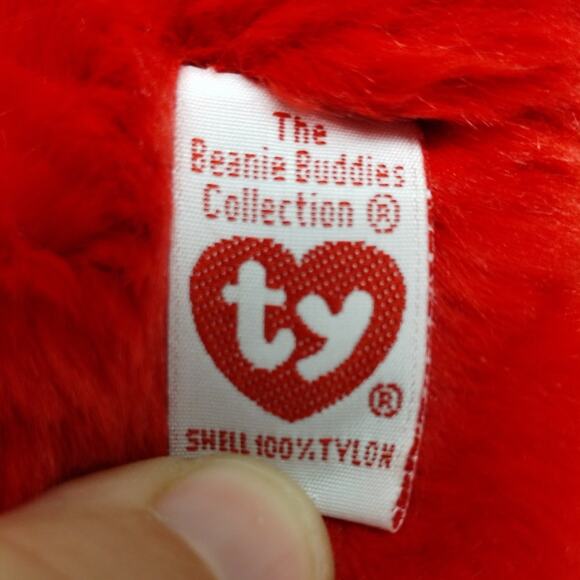 The
Beanie Buddies
Collection ®
ty
®
SHELL 100% TYLON